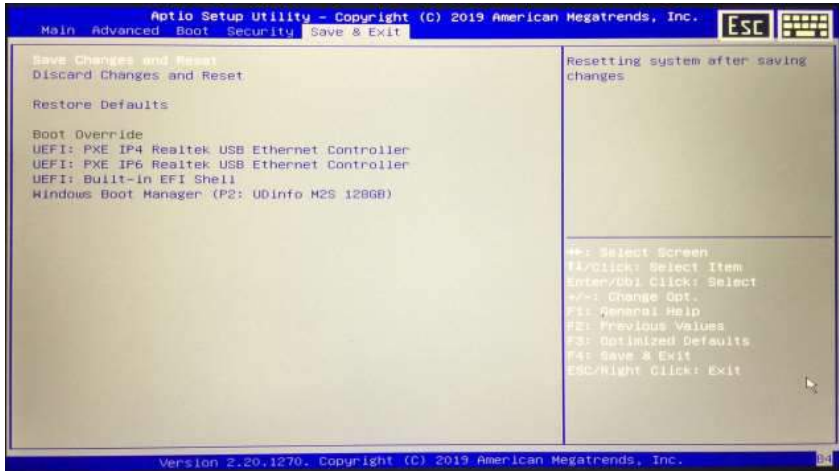 Aptio Setup Utility - Copyright (C) 2019 American Megatrends, Inc.
Main Advanced Boot Security Save & Exit
Esc
Save Changes and Reset
Discard Changes and Reset
Restore Defaults
Boot Override
UEFI: PXE IP4 Realtek USB Ethernet Controller
UEFI: PXE IP6 Realtek USB Ethernet Controller
UEFI: Built-in EFI Shell
Windows Boot Manager (P2: UDinfo M2S 128GB)
Resetting system after saving
changes
→←: Select Screen
↑↓/Click: Select Item
Enter/Dbl Click: Select
+/-: Change Opt.
F1: General Help
F2: Previous Values
F3: Optimized Defaults
F4: Save & Exit
ESC/Right Click: Exit
Version 2.20.1270. Copyright (C) 2019 American Megatrends, Inc.
B4